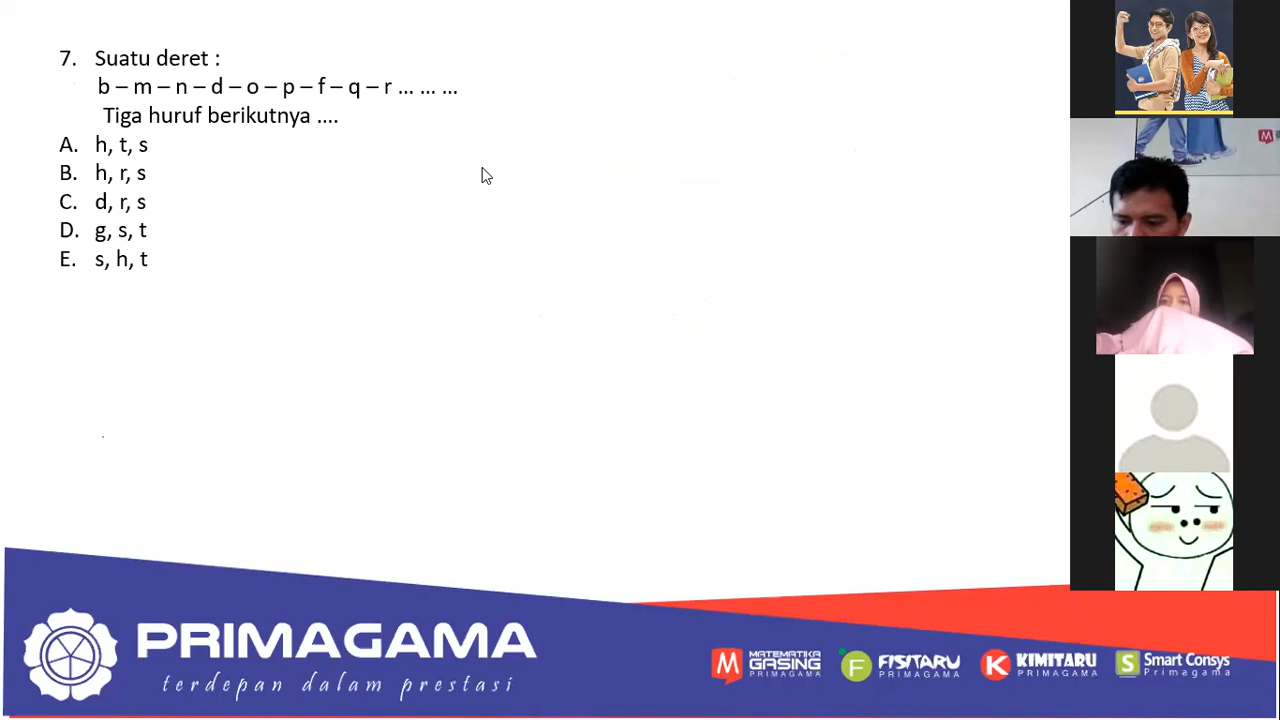 7. Suatu deret :
b – m – n – d – o – p – f – q – r ... ... ...
Tiga huruf berikutnya ....
A. h, t, s
B. h, r, s
C. d, r, s
D. g, s, t
E. s, h, t
PRIMAGAMA
terdepan dalam prestasi
M MATEMATIKA GASING PRIMAGAMA
F FISITARU PRIMAGAMA
K KIMITARU PRIMAGAMA
S Smart Consys Primagama